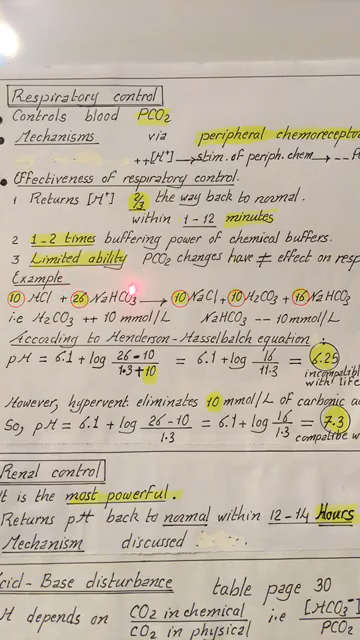 Respiratory control
• Controls blood PCO₂
• Mechanisms via peripheral
++[H⁺] → stim. of periph. chem → --
• Effectiveness of respiratory control.
1 Returns [H⁺] 2/3 the way back to normal.
within 1-12 minutes
2 1-2 times buffering power of chemical buffers.
3 Limited ability PCO₂ changes have ≠ effect on
Example
10 HCl + 26 NaHCO₃ → 10 NaCl + 10 H₂CO₃ + 16 NaHCO₃
i.e H₂CO₃ ++ 10 mmol/L NaHCO₃ -- 10 mmol/L
According to Henderson-Hasselbalch equation :
pH = 6.1 + log 26-10/1.3+10 = 6.1 + log 16/11.3 = 6.25
incompatible
with life
However, hypervent eliminates 10 mmol/L of carbonic
So, pH = 6.1 + log 26-10/1.3 = 6.1 + log 16/1.3 = 7.3
compatibe
Renal control
It is the most powerful.
Returns pH back to normal within 12-14 Hours
Mechanism discussed
cid-Base disturbance table page 30
H depends on CO₂ in chemical/CO₂ in physical i.e [HCO₃⁻]/PCO₂